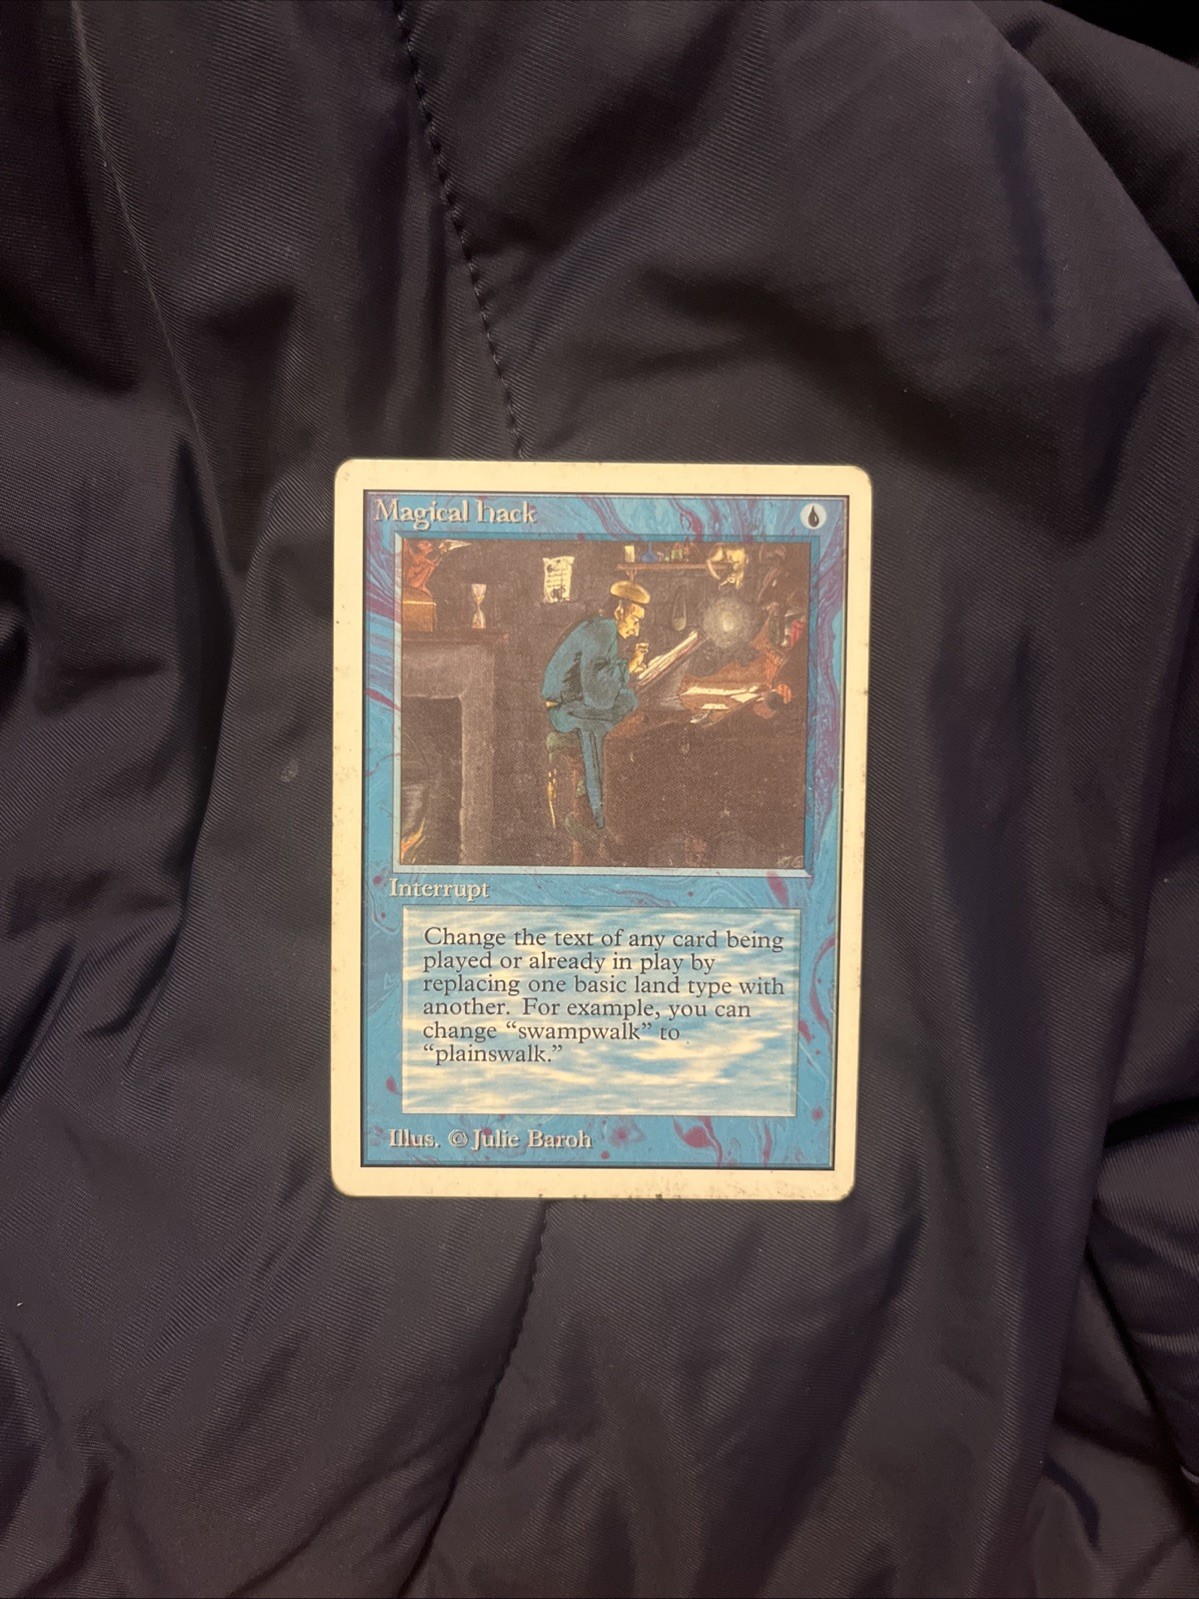 Magical Hack
Interrupt
Change the text of any card being
played or already in play by
replacing one basic land type with
another. For example, you can
change “swampwalk” to
“plainswalk.”
Illus. © Julie Baroh